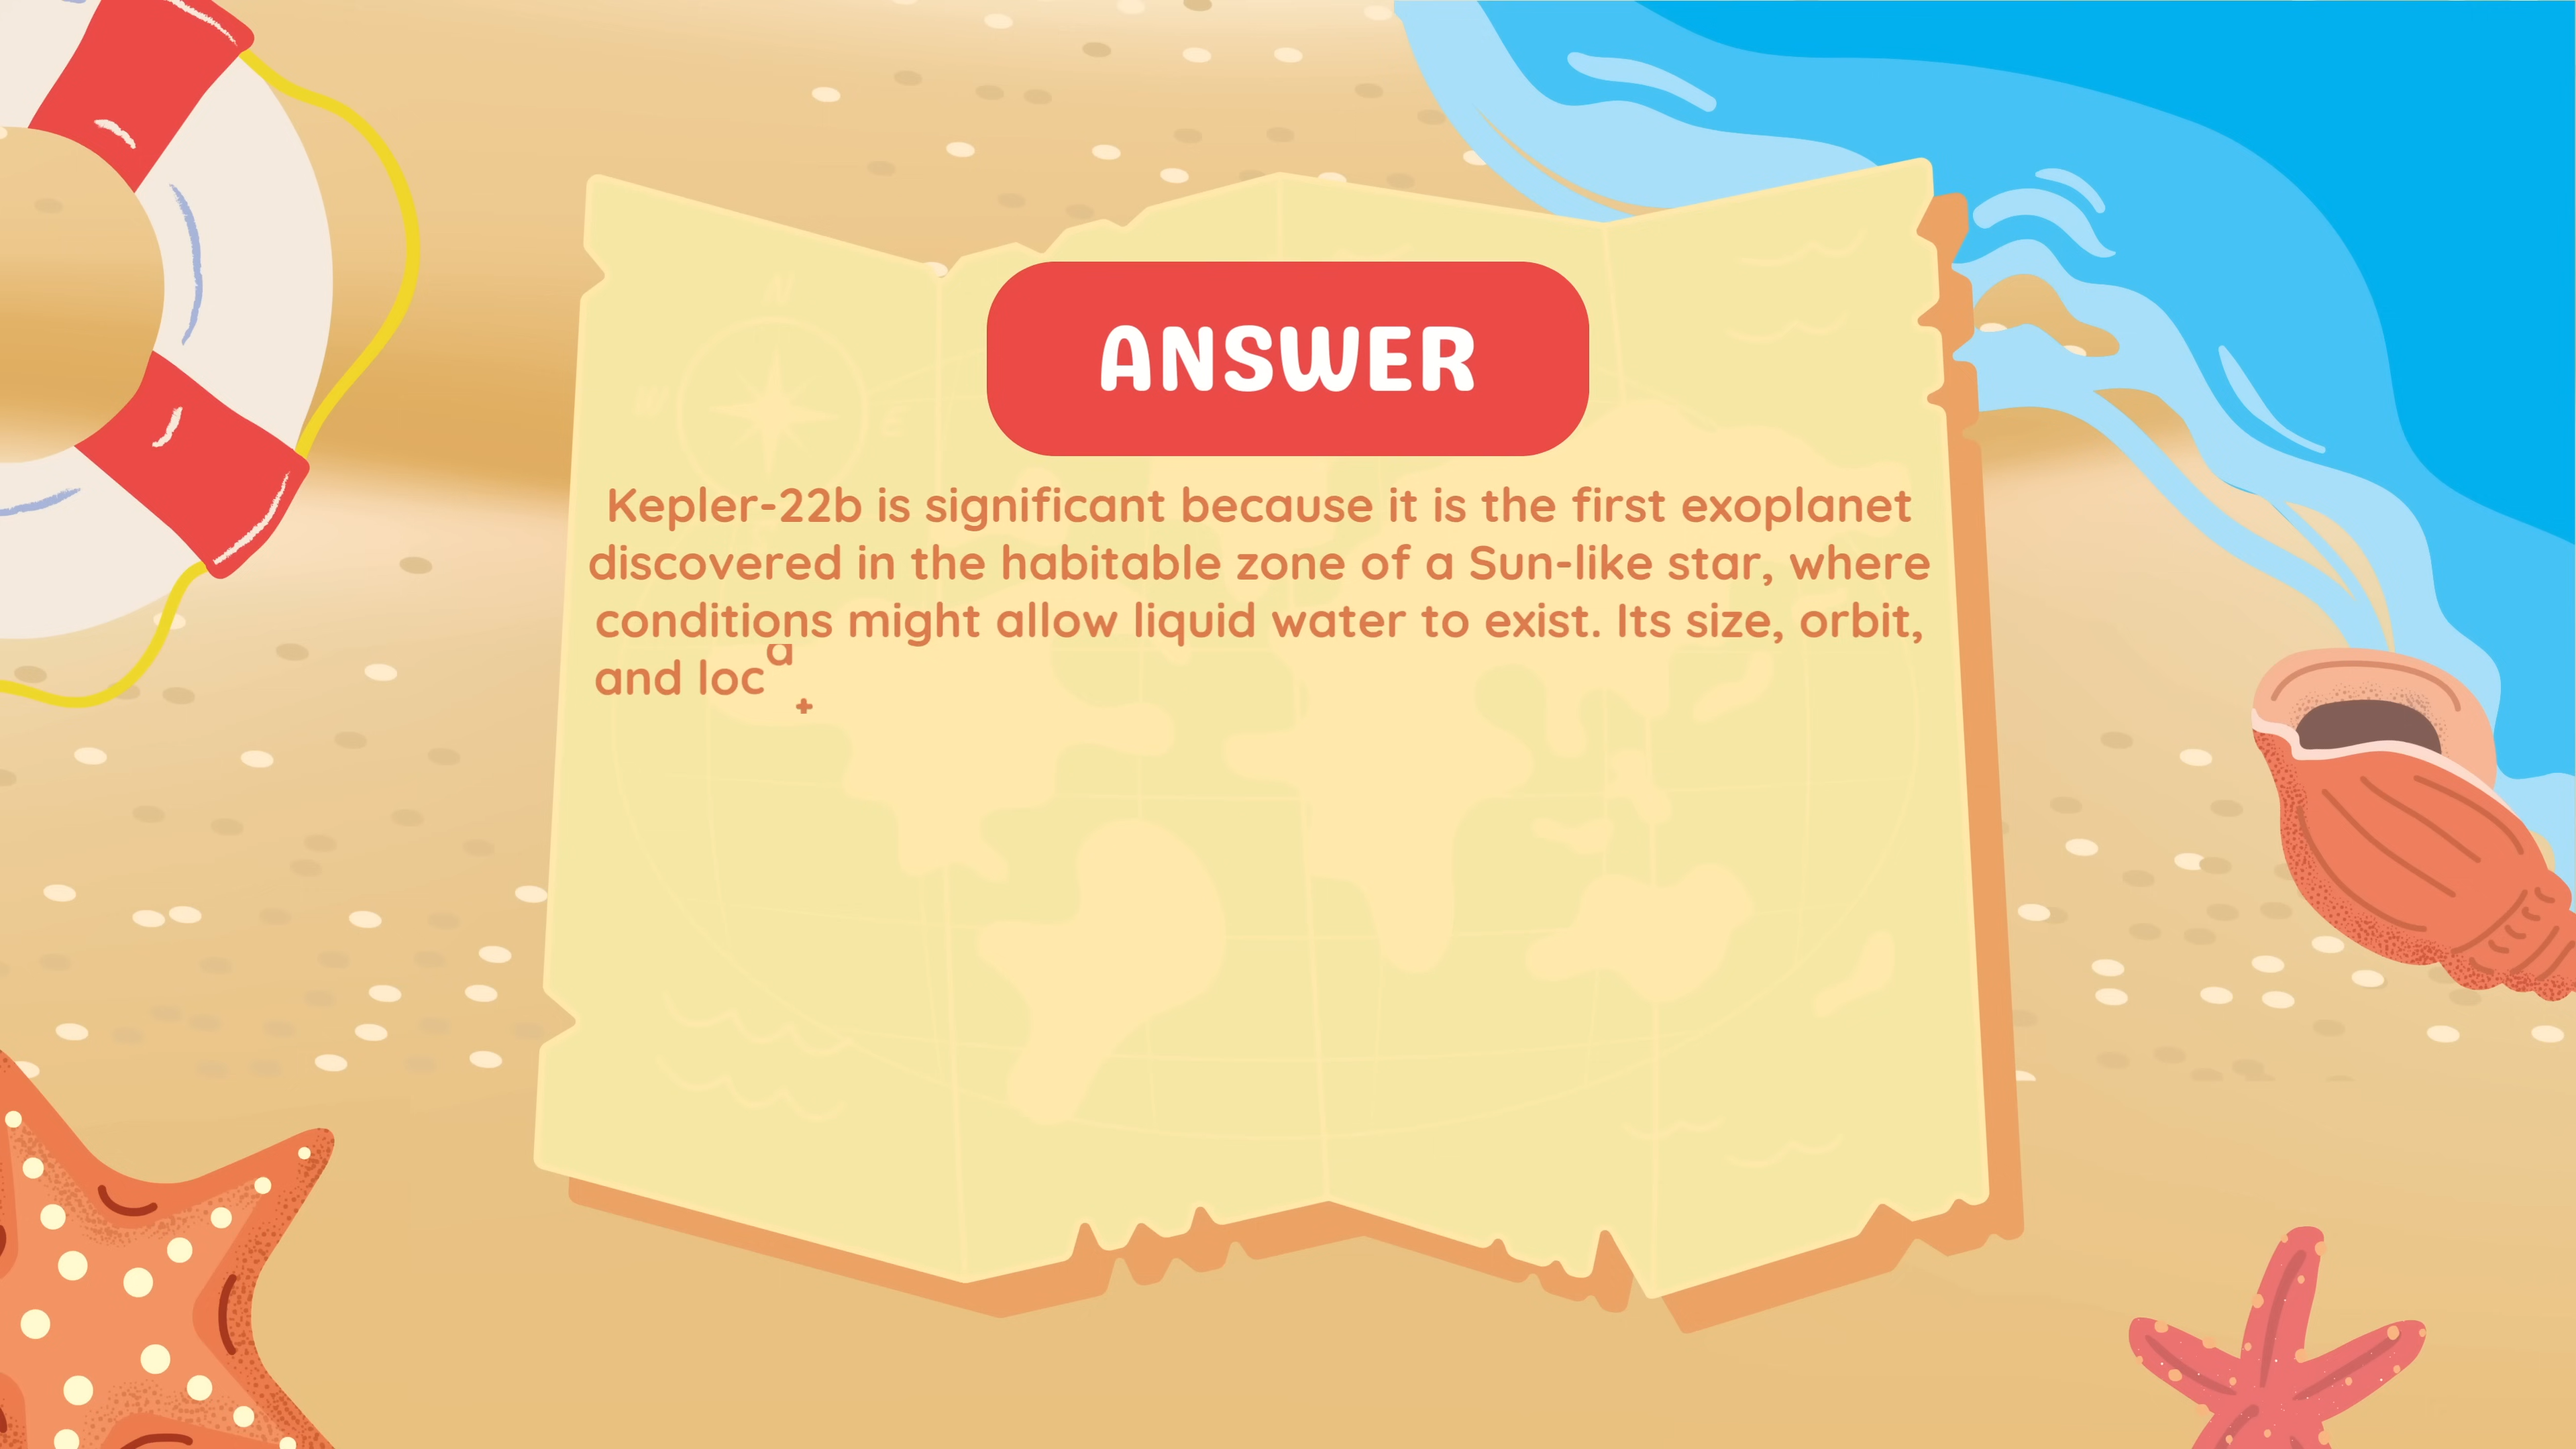 ANSWER
Kepler-22b is significant because it is the first exoplanet
discovered in the habitable zone of a Sun-like star, where
conditions might allow liquid water to exist. Its size, orbit,
and loc